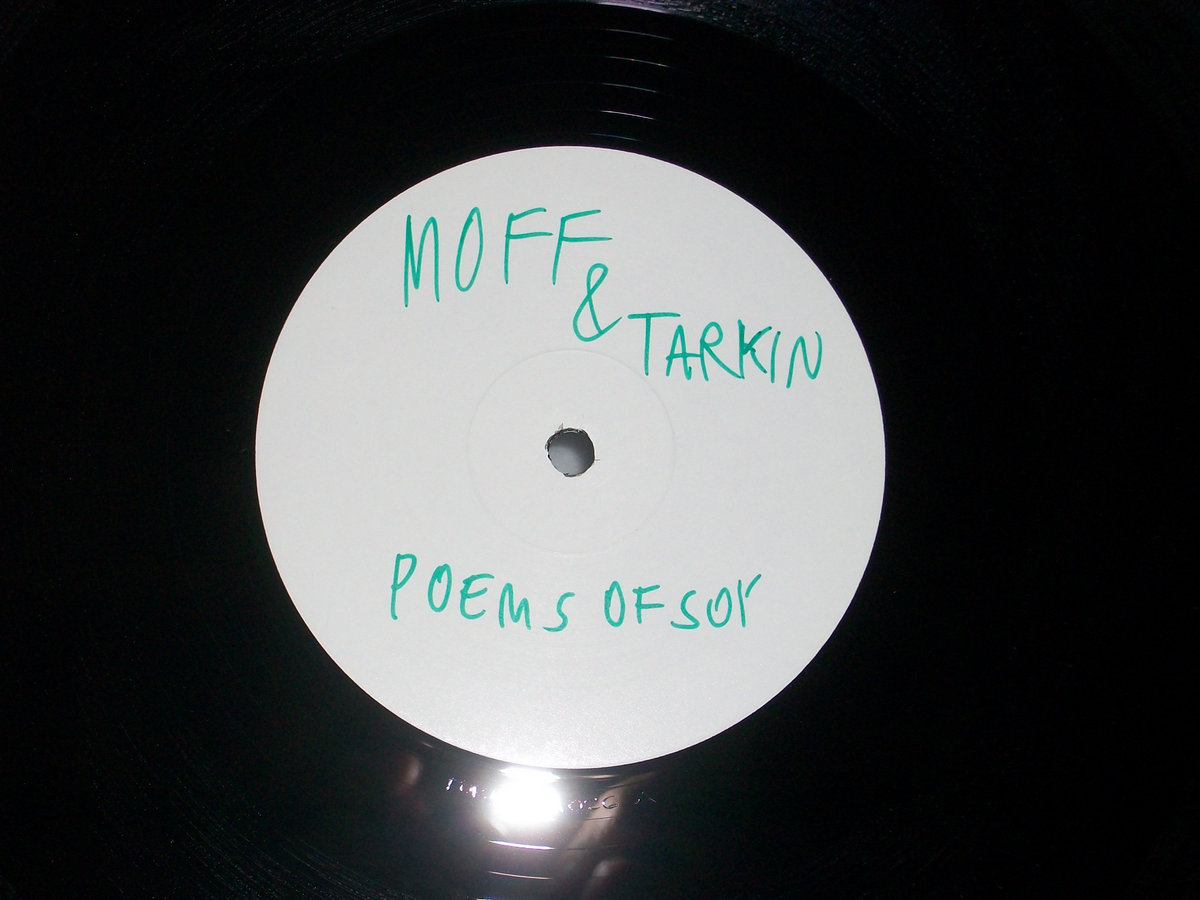 MOFF
&
TARKIN
POEMS OF SOY